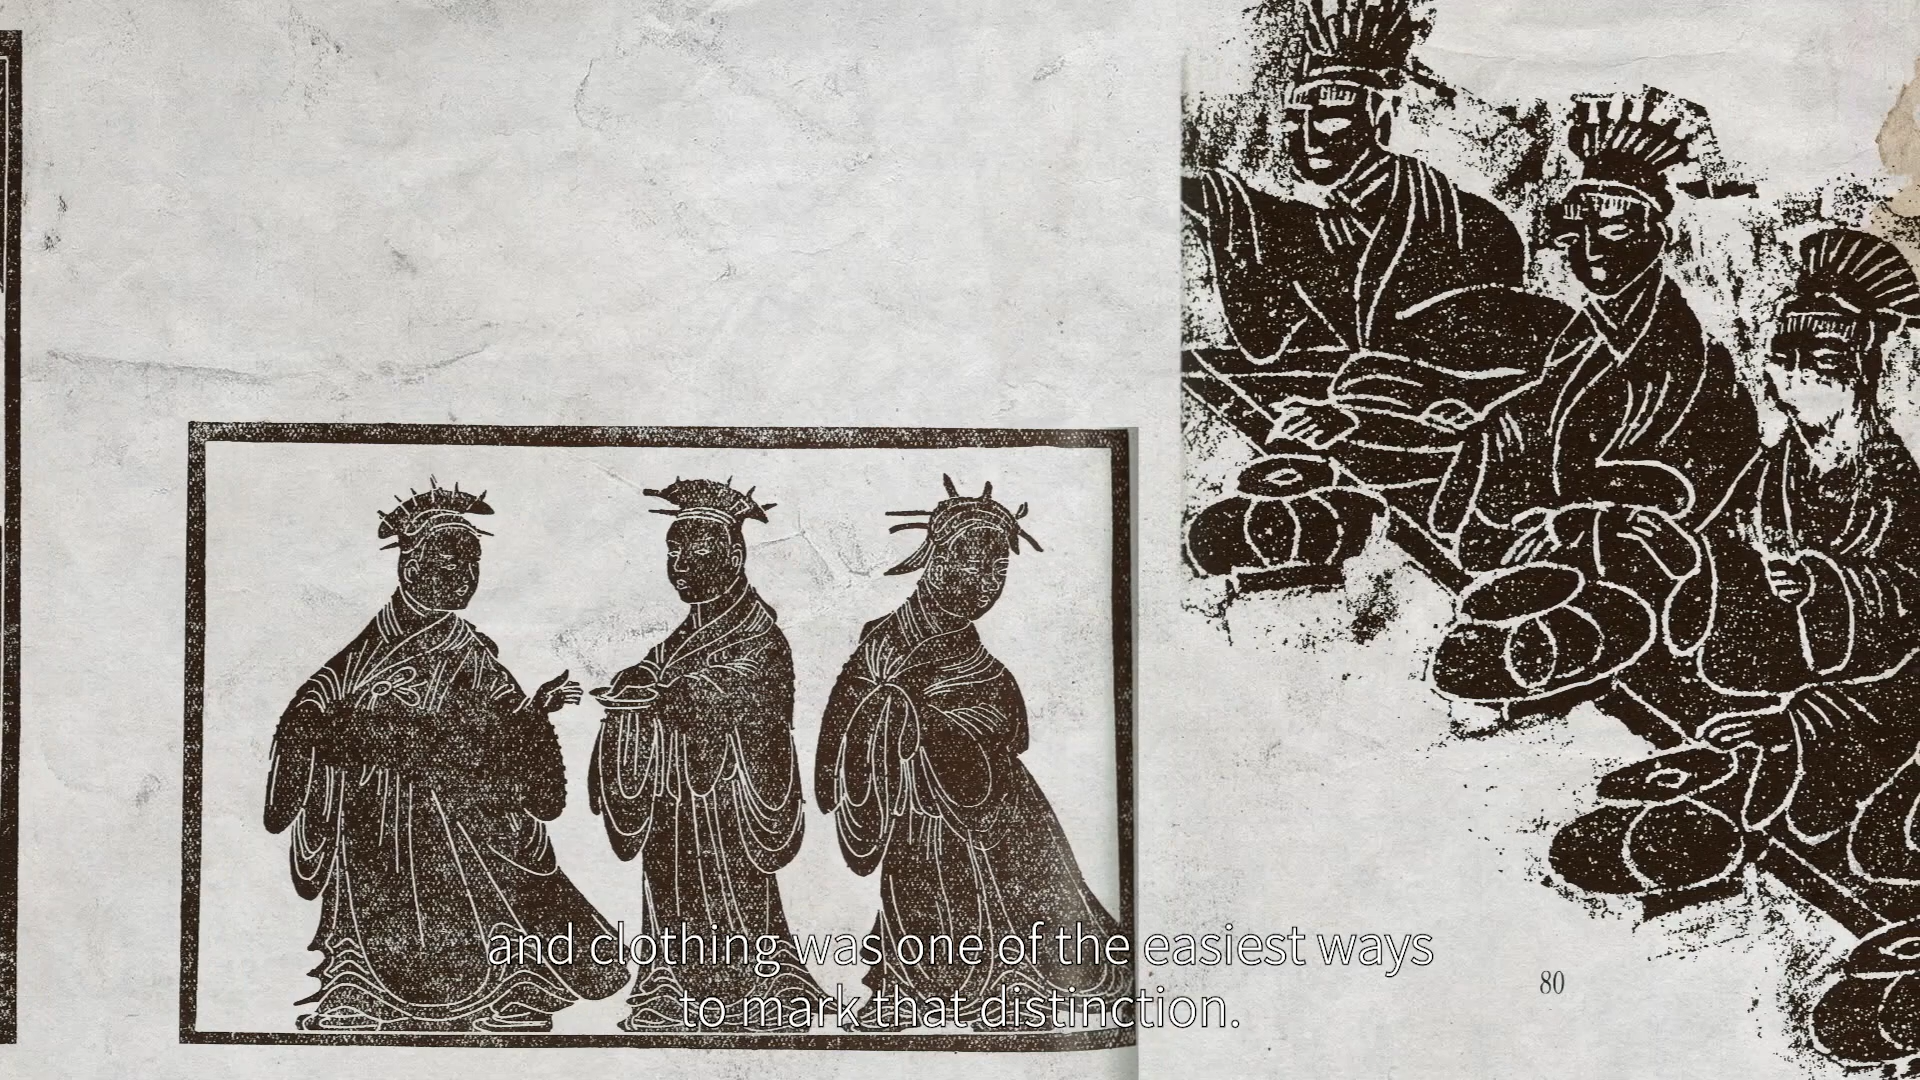 and clothing was one of the easiest ways
to mark that distinction.
80